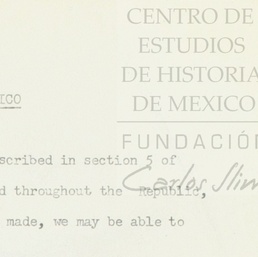 CENTRO DE
ESTUDIOS
DE HISTORIA
DE MEXICO
ICO
FUNDACIÓN
scribed in section 5 of
Carlos Slim
d throughout the Republic,
made, we may be able to